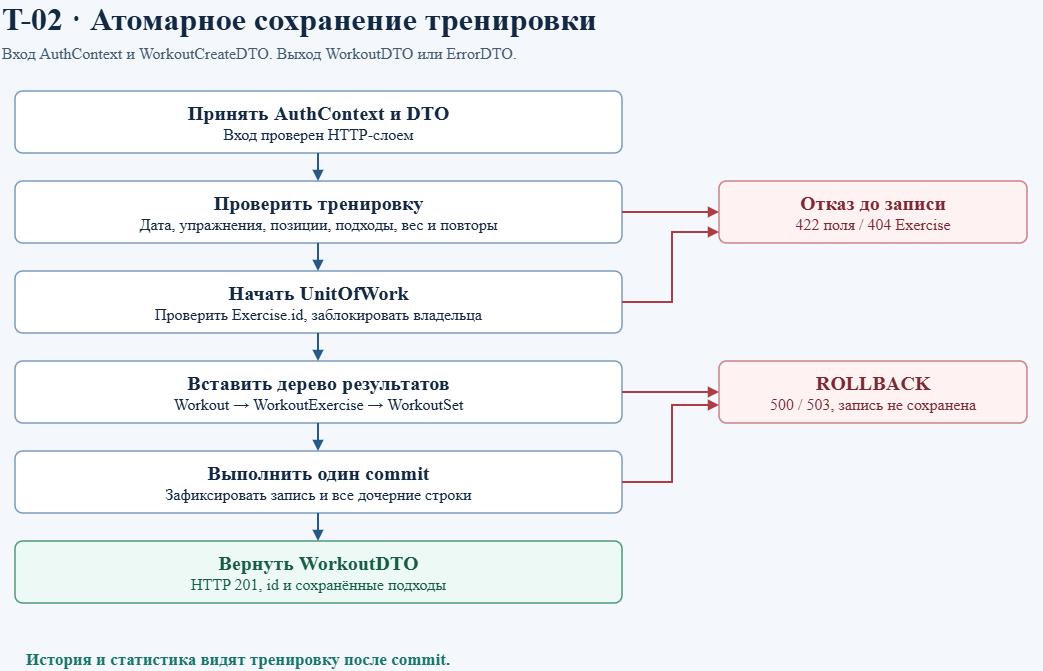 T-02 · Атомарное сохранение тренировки
Вход AuthContext и WorkoutCreateDTO. Выход WorkoutDTO или ErrorDTO.
Принять AuthContext и DTO
Вход проверен HTTP-слоем
Проверить тренировку
Дата, упражнения, позиции, подходы, вес и повторы
Отказ до записи
422 поля / 404 Exercise
Начать UnitOfWork
Проверить Exercise.id, заблокировать владельца
Вставить дерево результатов
Workout → WorkoutExercise → WorkoutSet
ROLLBACK
500 / 503, запись не сохранена
Выполнить один commit
Зафиксировать запись и все дочерние строки
Вернуть WorkoutDTO
HTTP 201, id и сохранённые подходы
История и статистика видят тренировку после commit.